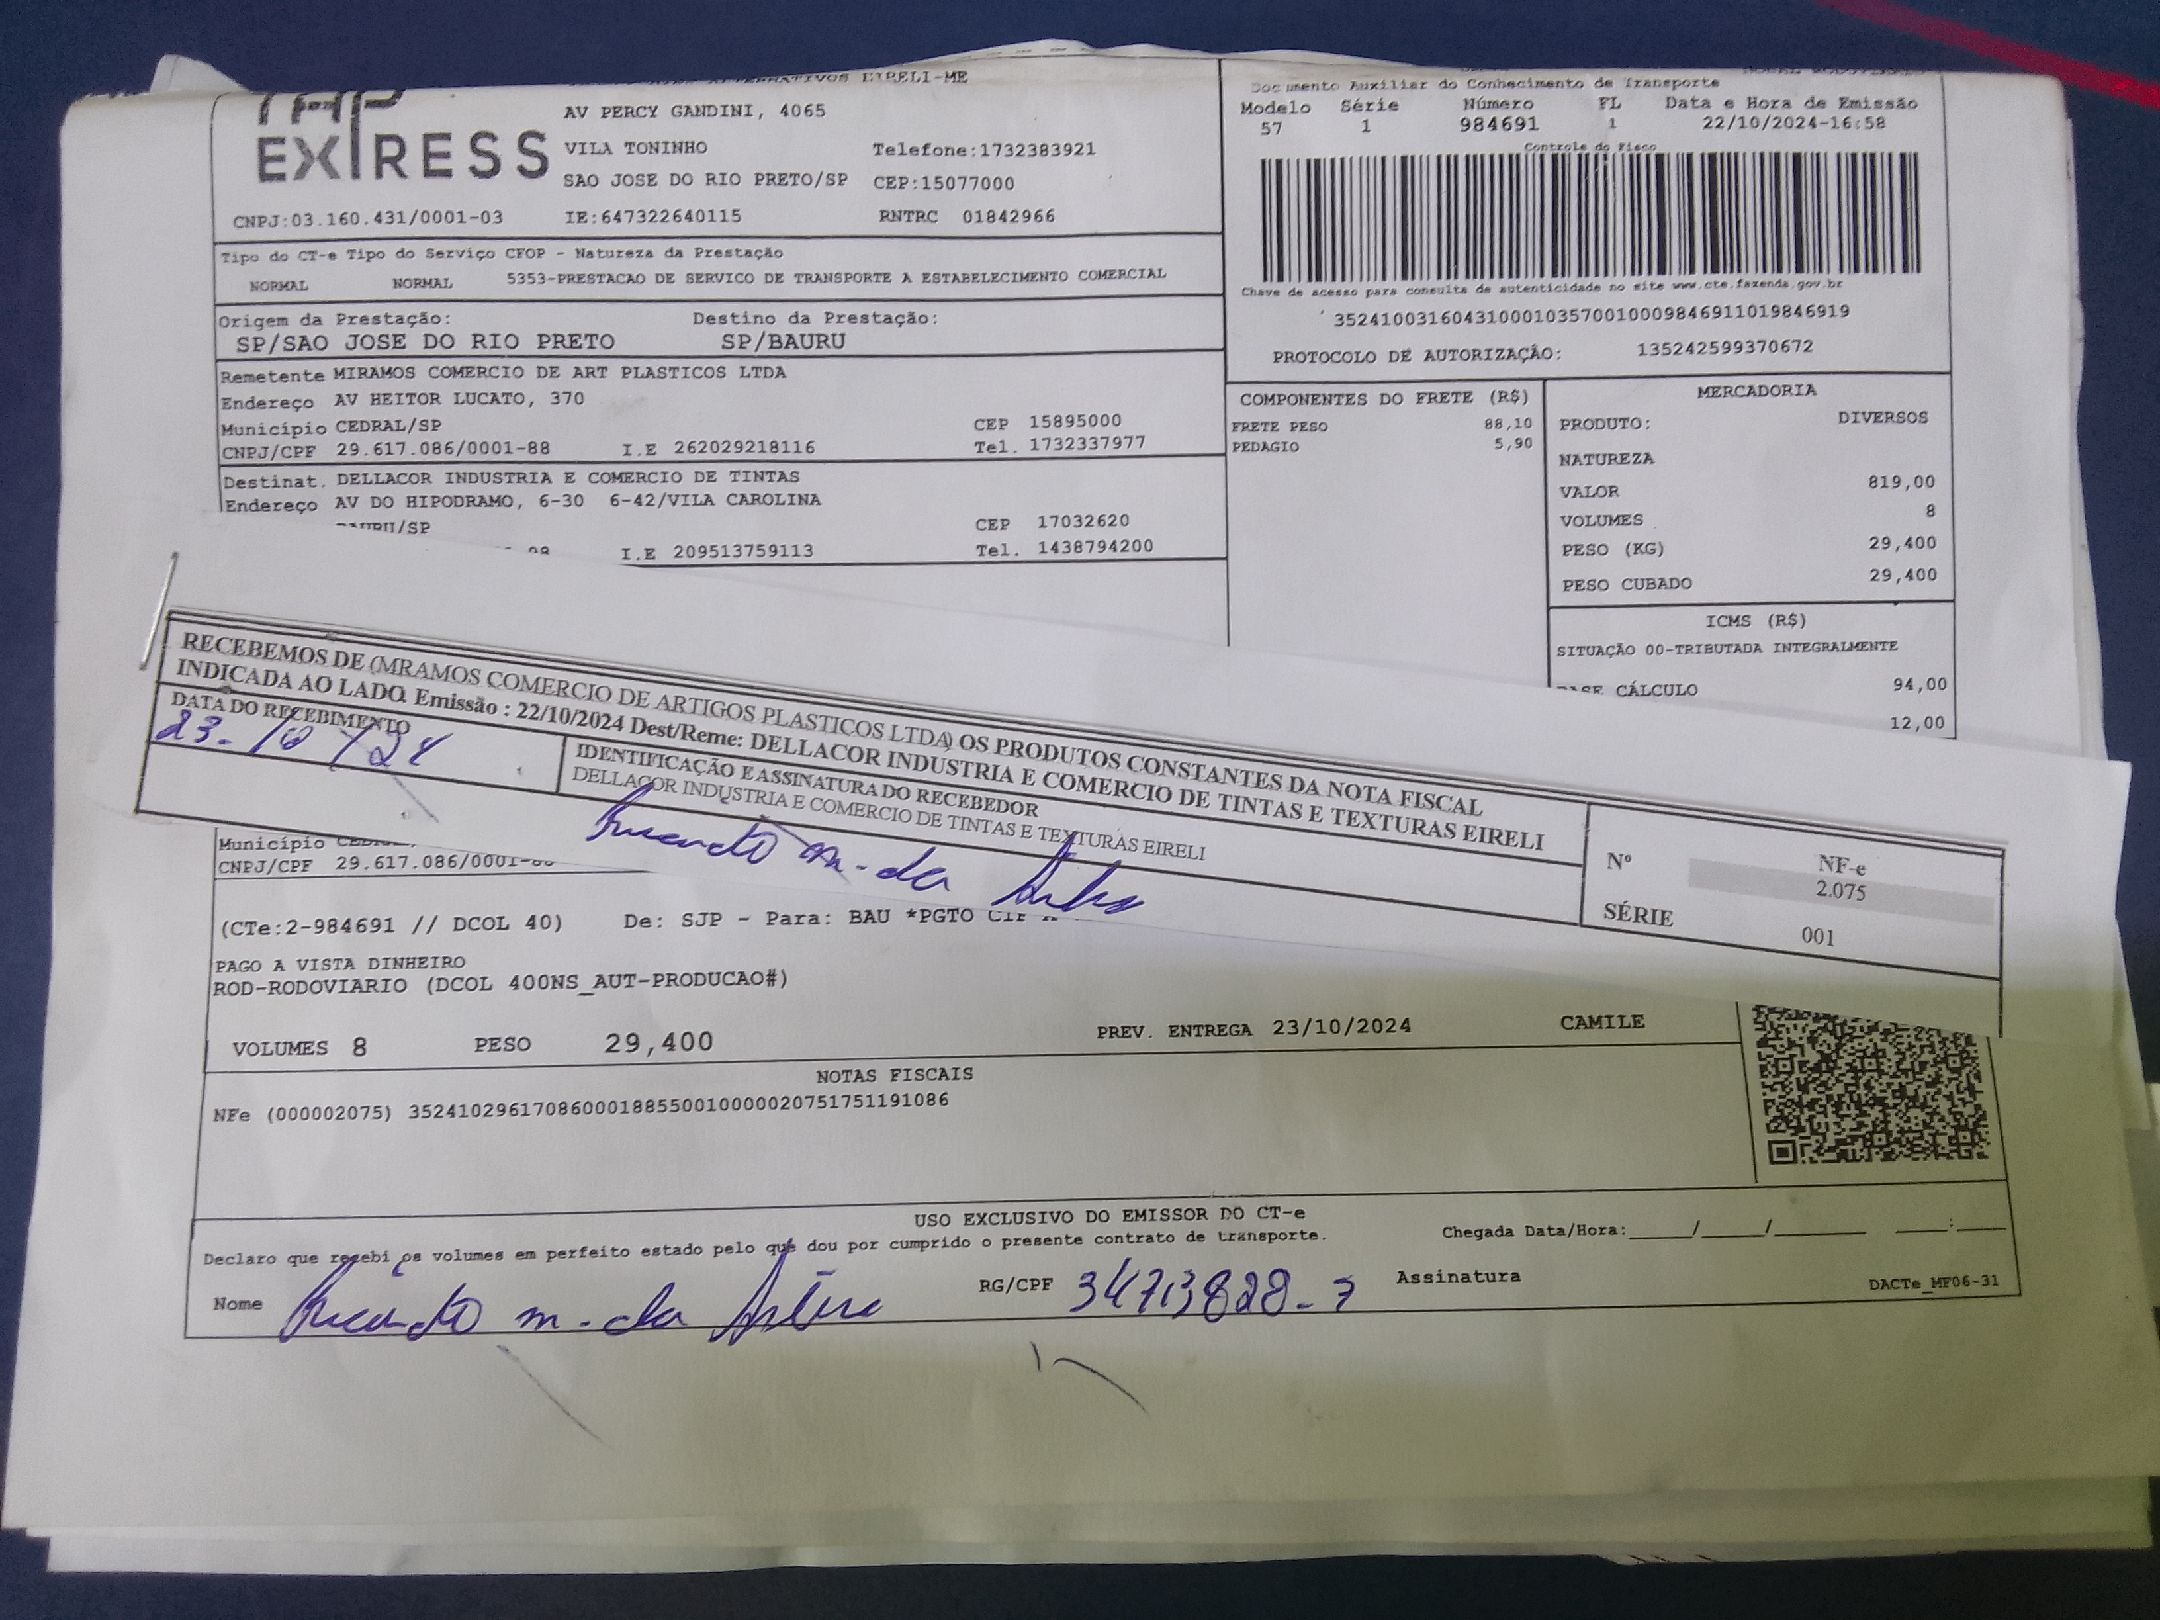 ALTERNATIVOS EIRELI-ME
TAP
EXPRESS
AV PERCY GANDINI, 4065
VILA TONINHO Telefone:1732383921
SAO JOSE DO RIO PRETO/SP CEP:15077000
CNPJ:03.160.431/0001-03 IE:647322640115 RNTRC 01842966
Documento Auxiliar do Conhecimento de Transporte
Modelo Série Número FL Data e Hora de Emissão
57 1 984691 1 22/10/2024-16:58
Controle do Fisco
Chave de acesso para consulta de autenticidade no site www.cte.fazenda.gov.br
35241003160431000103570010009846911019846919
PROTOCOLO DE AUTORIZAÇÃO: 135242599370672
Tipo do CT-e Tipo do Serviço CFOP - Natureza da Prestação
NORMAL NORMAL 5353-PRESTACAO DE SERVICO DE TRANSPORTE A ESTABELECIMENTO COMERCIAL
Origem da Prestação: Destino da Prestação:
SP/SAO JOSE DO RIO PRETO SP/BAURU
Remetente MIRAMOS COMERCIO DE ART PLASTICOS LTDA
Endereço AV HEITOR LUCATO, 370
Município CEDRAL/SP CEP 15895000
CNPJ/CPF 29.617.086/0001-88 I.E 262029218116 Tel. 1732337977
Destinat. DELLACOR INDUSTRIA E COMERCIO DE TINTAS
Endereço AV DO HIPODRAMO, 6-30 6-42/VILA CAROLINA
BAURU/SP CEP 17032620
I.E 209513759113 Tel. 1438794200
COMPONENTES DO FRETE (R$)
FRETE PESO 88,10
PEDAGIO 5,90
MERCADORIA
PRODUTO: DIVERSOS
NATUREZA
VALOR 819,00
VOLUMES 8
PESO (KG) 29,400
PESO CUBADO 29,400
ICMS (R$)
SITUAÇÃO 00-TRIBUTADA INTEGRALMENTE
BASE CÁLCULO 94,00
12,00
RECEBEMOS DE (MRAMOS COMERCIO DE ARTIGOS PLASTICOS LTDA) OS PRODUTOS CONSTANTES DA NOTA FISCAL
INDICADA AO LADO. Emissão : 22/10/2024 Dest/Reme: DELLACOR INDUSTRIA E COMERCIO DE TINTAS E TEXTURAS EIRELI
DATA DO RECEBIMENTO
23.10/24
IDENTIFICAÇÃO E ASSINATURA DO RECEBEDOR
DELLACOR INDUSTRIA E COMERCIO DE TINTAS E TEXTURAS EIRELI
NF-e
Nº 2.075
SÉRIE 001
Município
CNPJ/CPF 29.617.086/0001-88
(CTe:2-984691 // DCOL 40) De: SJP - Para: BAU *PGTO CIF
PAGO A VISTA DINHEIRO
ROD-RODOVIARIO (DCOL 400NS_AUT-PRODUCAO#)
VOLUMES 8 PESO 29,400 PREV. ENTREGA 23/10/2024 CAMILE
NOTAS FISCAIS
NFe (000002075) 35241029617086000188550010000020751751191086
USO EXCLUSIVO DO EMISSOR DO CT-e
Declaro que recebi os volumes em perfeito estado pelo que dou por cumprido o presente contrato de transporte. Chegada Data/Hora:____/____/______ ____:____
Nome RG/CPF 34713828-7 Assinatura
DACTe_MF06-31